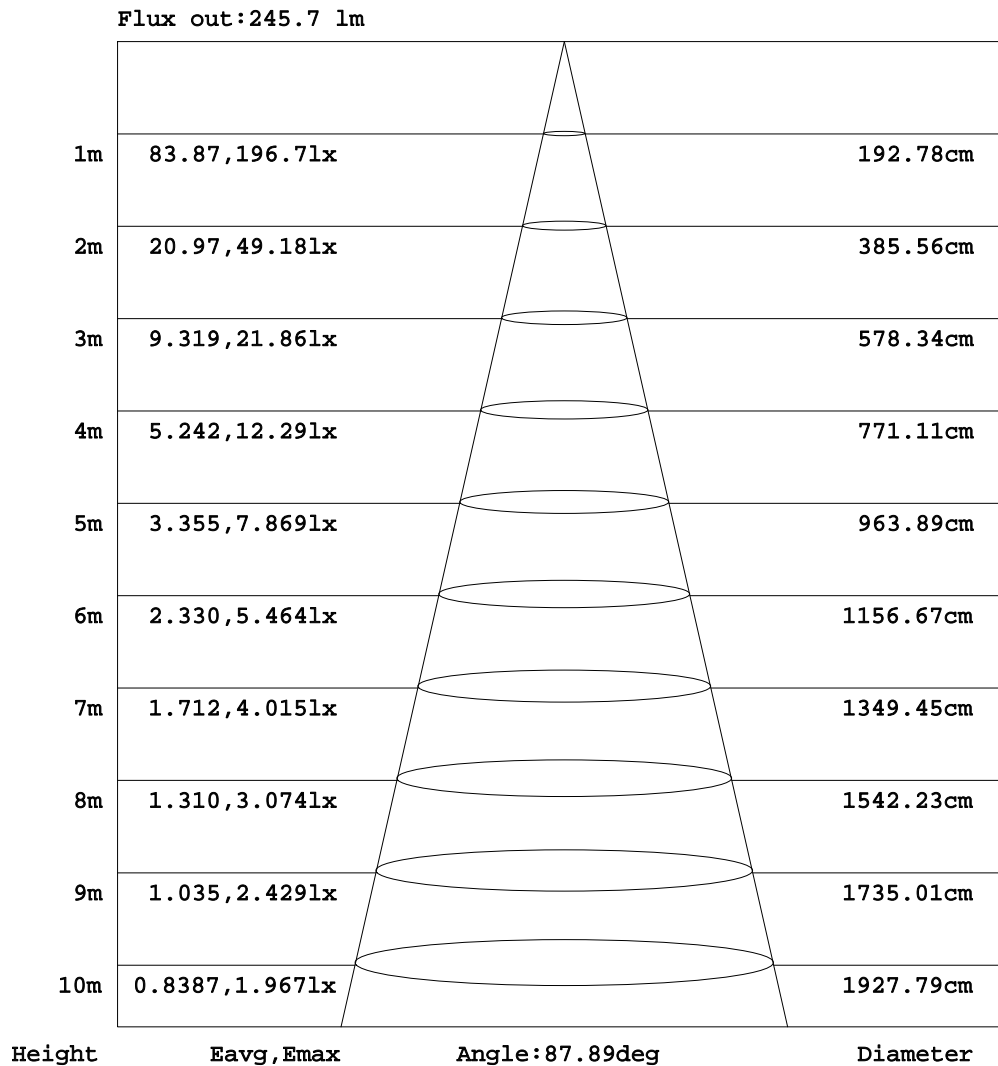 Flux out:245.7 lm
1m 83.87,196.7lx 192.78cm
2m 20.97,49.18lx 385.56cm
3m 9.319,21.86lx 578.34cm
4m 5.242,12.29lx 771.11cm
5m 3.355,7.869lx 963.89cm
6m 2.330,5.464lx 1156.67cm
7m 1.712,4.015lx 1349.45cm
8m 1.310,3.074lx 1542.23cm
9m 1.035,2.429lx 1735.01cm
10m 0.8387,1.967lx 1927.79cm
Height Eavg,Emax Angle:87.89deg Diameter